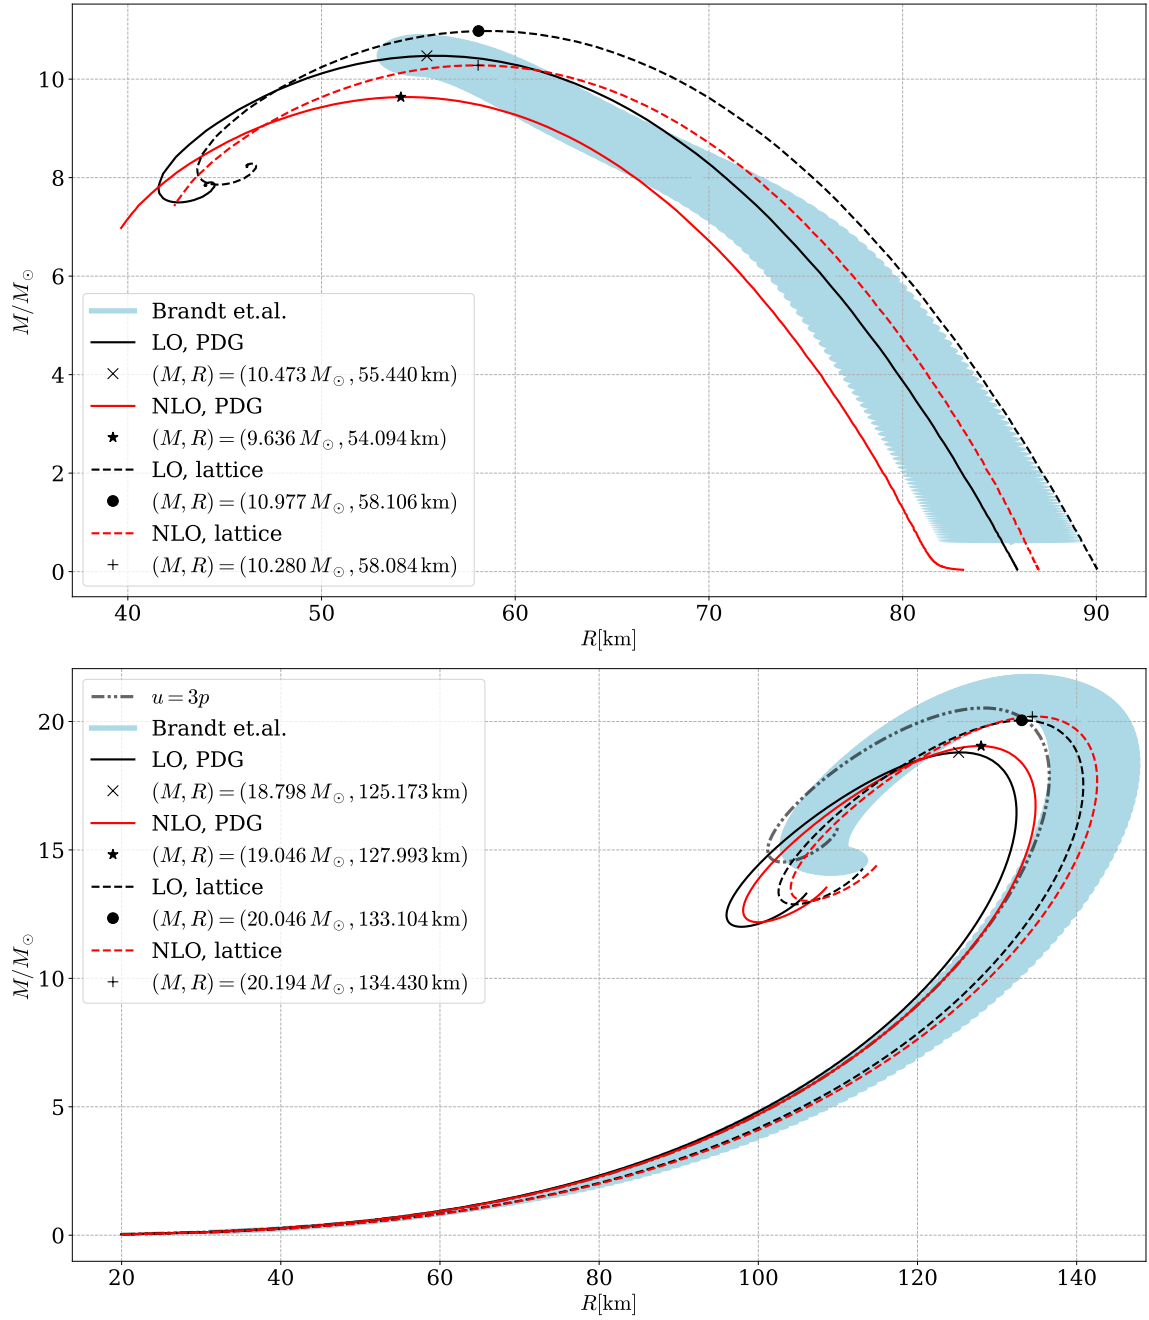 10
8
6
4
2
0
M/M☉
Brandt et.al.
LO, PDG
(M, R) = (10.473 M☉, 55.440 km)
NLO, PDG
(M, R) = (9.636 M☉, 54.094 km)
LO, lattice
(M, R) = (10.977 M☉, 58.106 km)
NLO, lattice
(M, R) = (10.280 M☉, 58.084 km)
40 50 60 70 80 90
R[km]
20
15
10
5
0
M/M☉
u = 3p
Brandt et.al.
LO, PDG
(M, R) = (18.798 M☉, 125.173 km)
NLO, PDG
(M, R) = (19.046 M☉, 127.993 km)
LO, lattice
(M, R) = (20.046 M☉, 133.104 km)
NLO, lattice
(M, R) = (20.194 M☉, 134.430 km)
20 40 60 80 100 120 140
R[km]